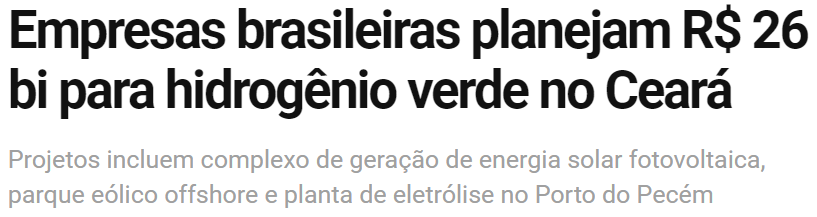 Empresas brasileiras planejam R$ 26
bi para hidrogênio verde no Ceará
Projetos incluem complexo de geração de energia solar fotovoltaica,
parque eólico offshore e planta de eletrólise no Porto do Pecém